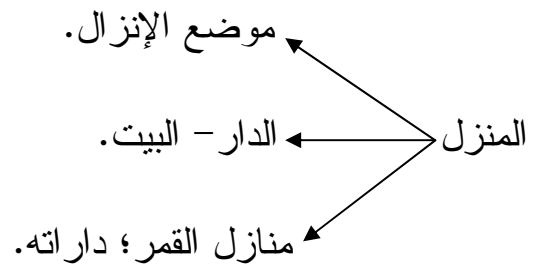 موضع الإنزال.
المنزل
الدار – البيت.
منازل القمر؛ داراته.